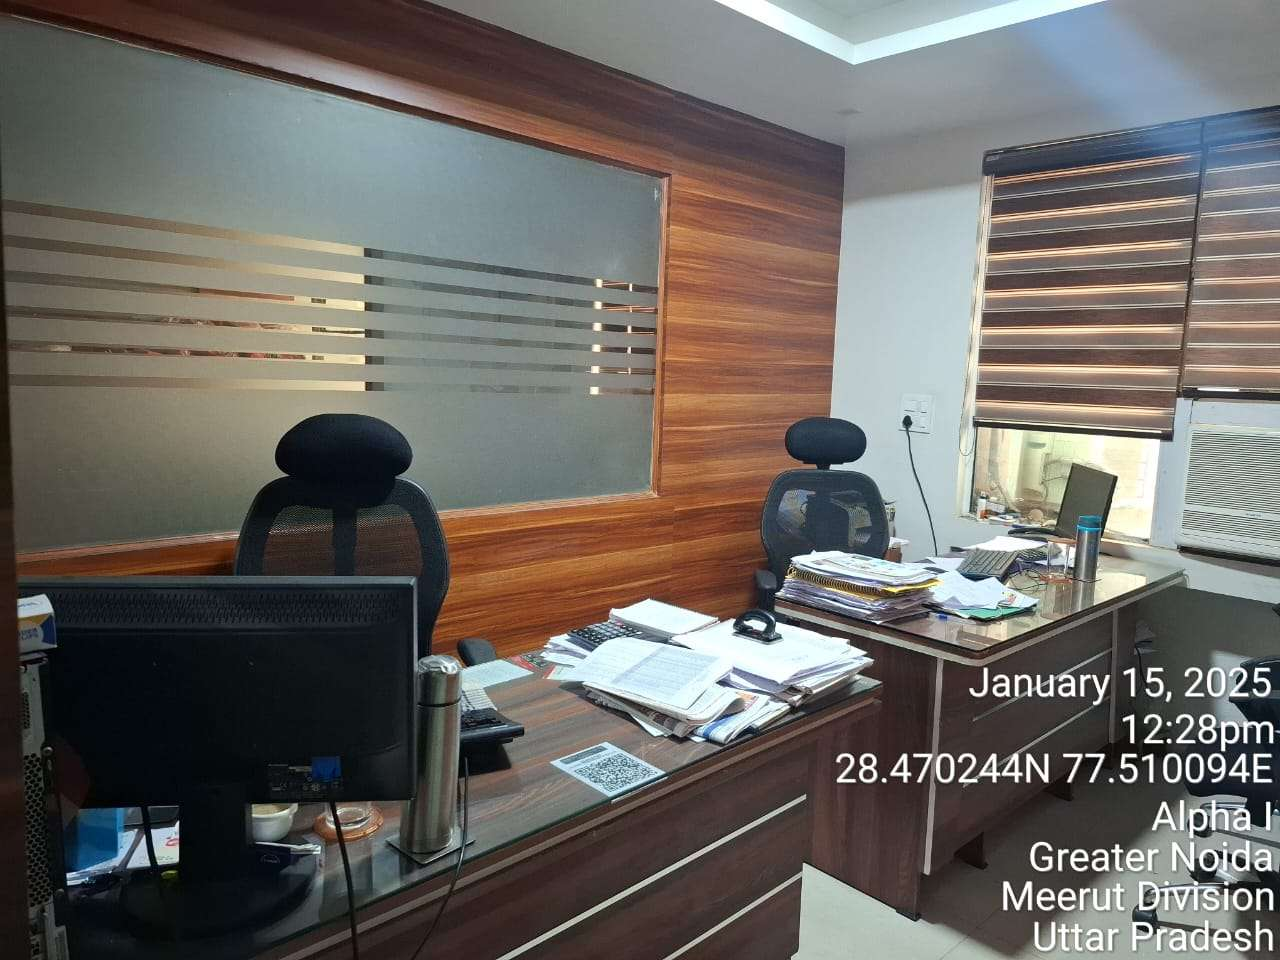 January 15, 2025
12:28pm
28.470244N 77.510094E
Alpha I
Greater Noida
Meerut Division
Uttar Pradesh